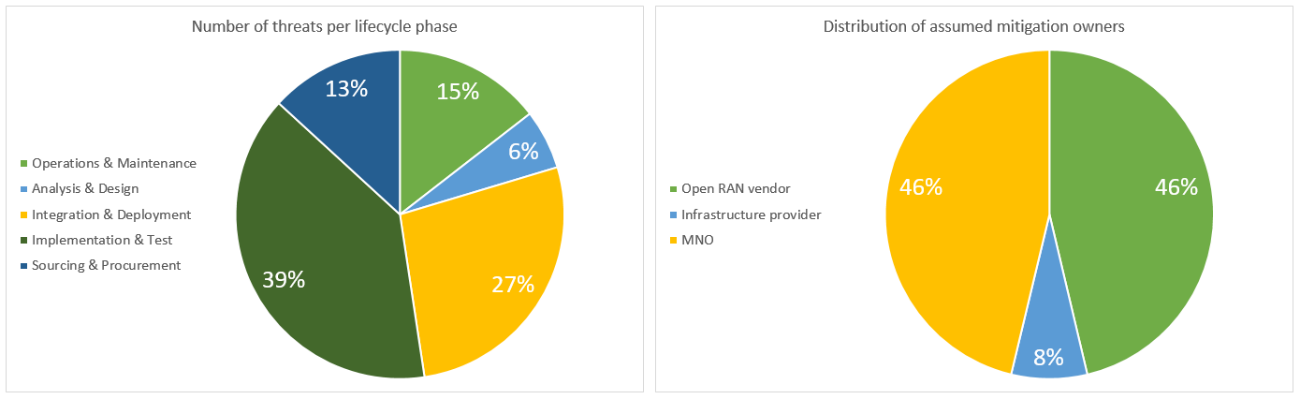 Number of threats per lifecycle phase
13%
15%
6%
Operations & Maintenance
Analysis & Design
Integration & Deployment
Implementation & Test
Sourcing & Procurement
39%
27%
Distribution of assumed mitigation owners
46%
46%
Open RAN vendor
Infrastructure provider
MNO
8%